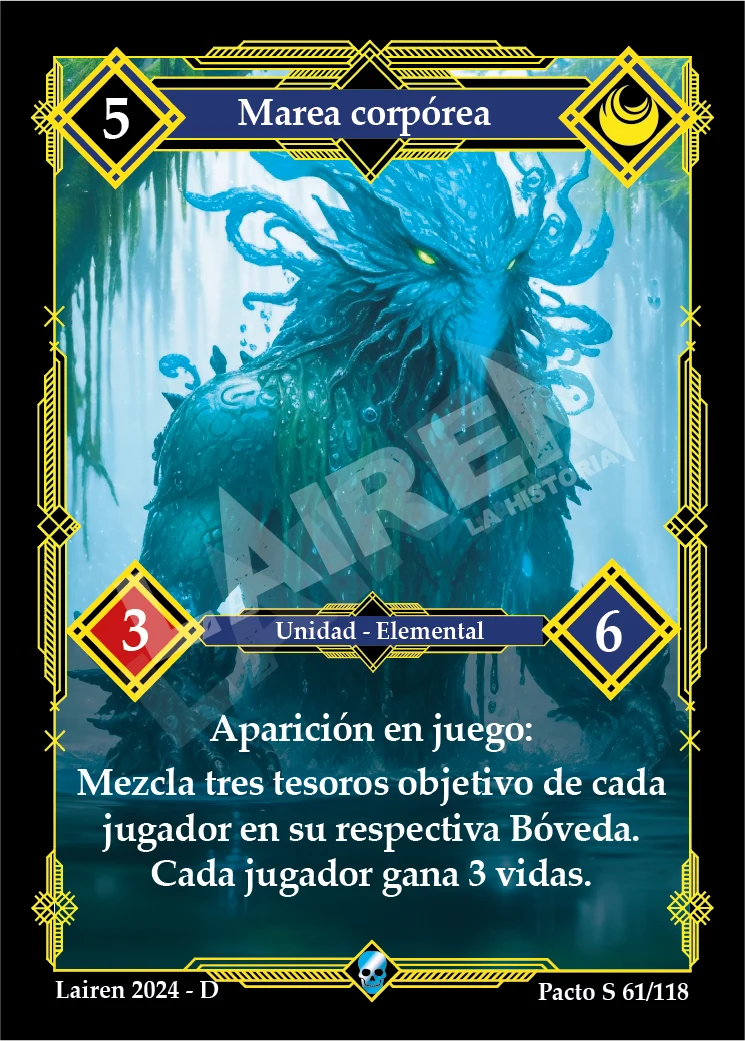 5
Marea corpórea
LAIREN
LA HISTORIA
3
Unidad - Elemental
6
Aparición en juego:
Mezcla tres tesoros objetivo de cada
jugador en su respectiva Bóveda.
Cada jugador gana 3 vidas.
Lairen 2024 - D
Pacto S 61/118